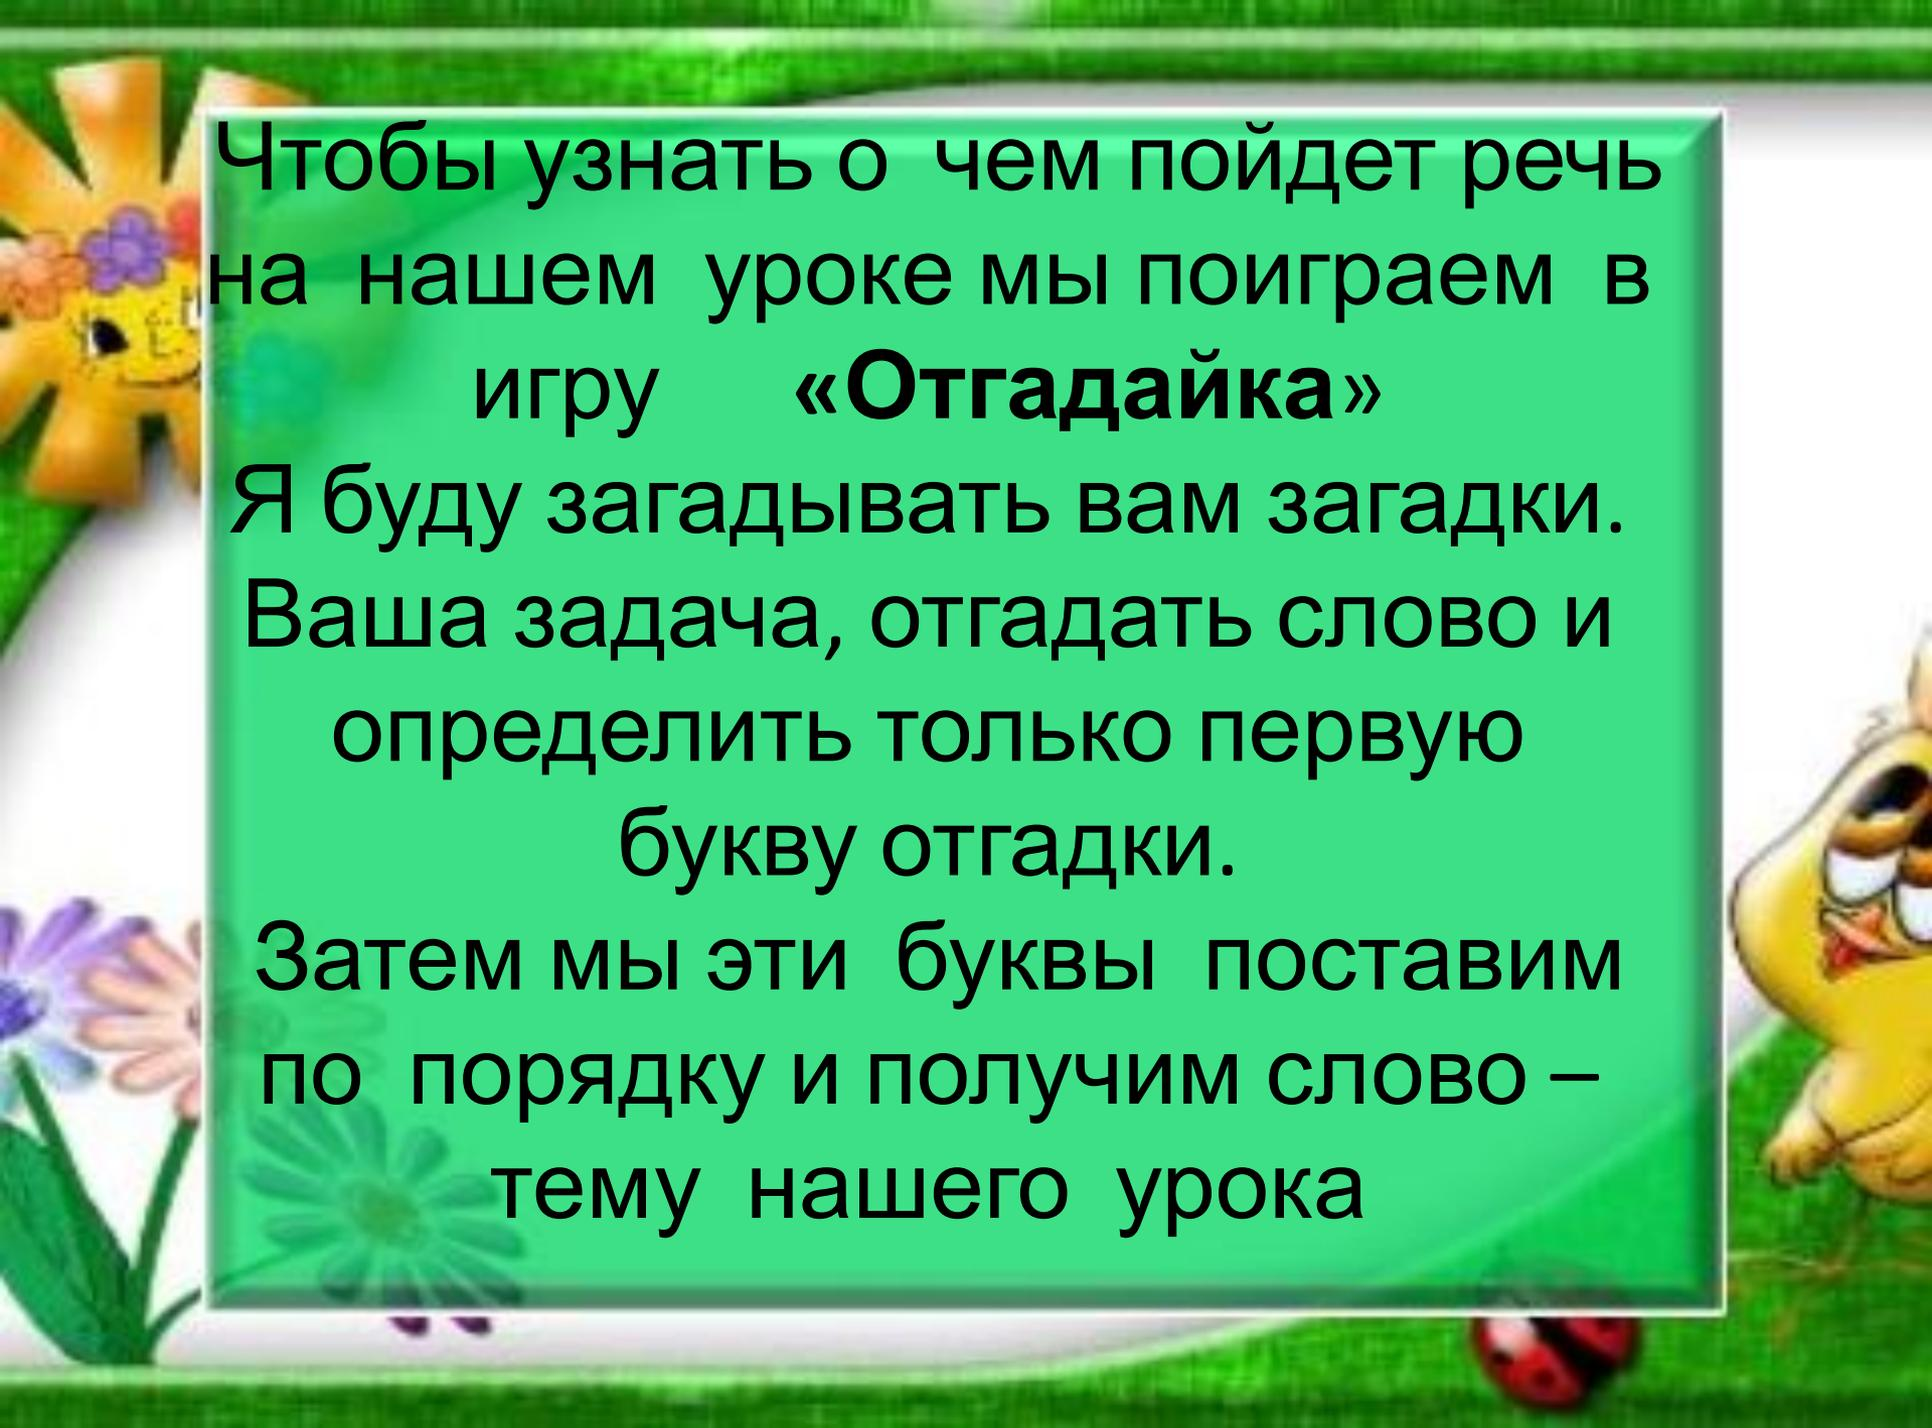 Чтобы узнать о чем пойдет речь
на нашем уроке мы поиграем в
игру «Отгадайка»
Я буду загадывать вам загадки.
Ваша задача, отгадать слово и
определить только первую
букву отгадки.
Затем мы эти буквы поставим
по порядку и получим слово –
тему нашего урока